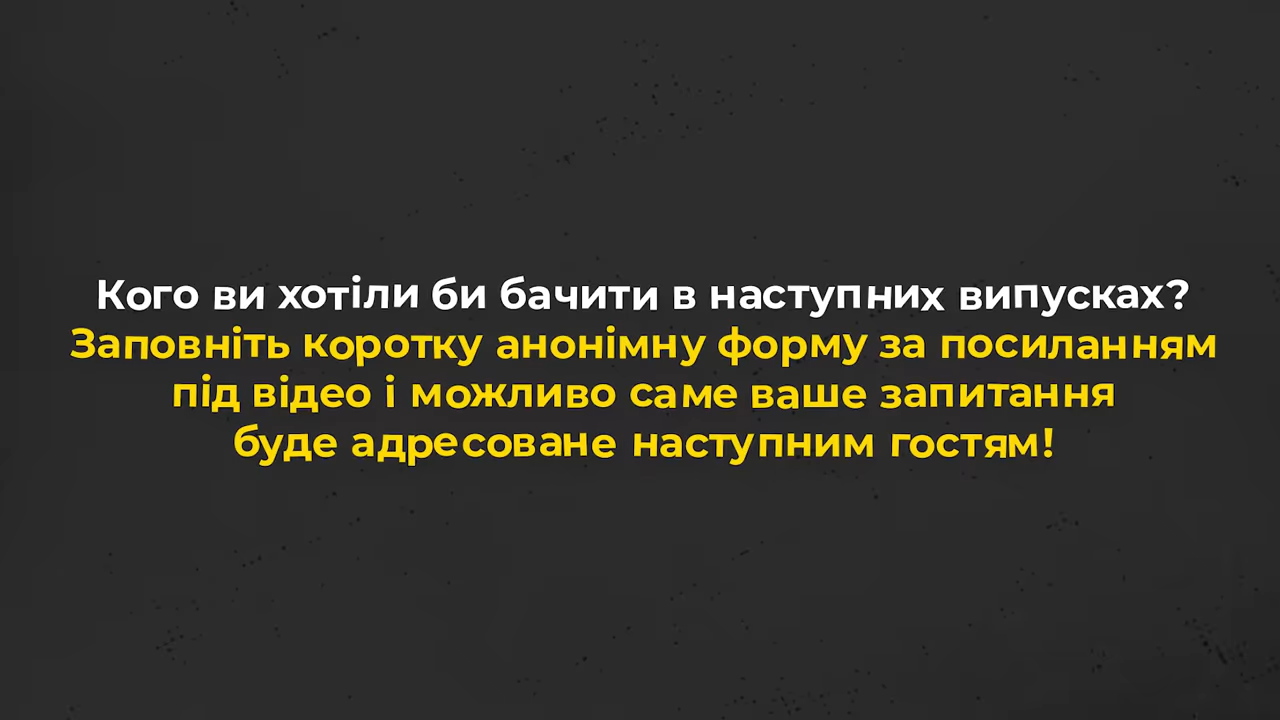 Кого ви хотіли би бачити в наступних випусках?
Заповніть коротку анонімну форму за посиланням
під відео і можливо саме ваше запитання
буде адресоване наступним гостям!